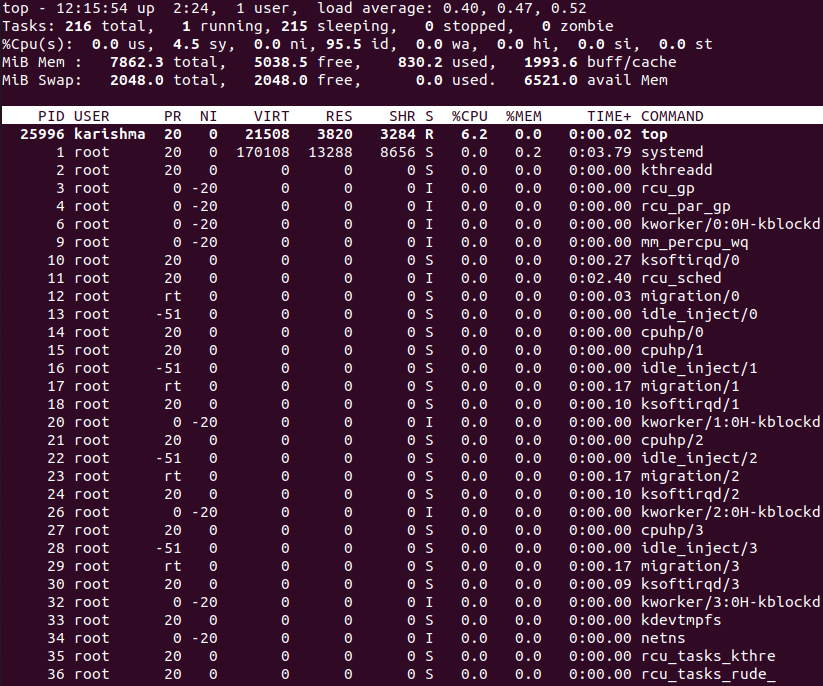 top - 12:15:54 up  2:24,  1 user,  load average: 0.40, 0.47, 0.52
Tasks: 216 total,   1 running, 215 sleeping,   0 stopped,   0 zombie
%Cpu(s):  0.0 us,  4.5 sy,  0.0 ni, 95.5 id,  0.0 wa,  0.0 hi,  0.0 si,  0.0 st
MiB Mem :   7862.3 total,   5038.5 free,    830.2 used,   1993.6 buff/cache
MiB Swap:   2048.0 total,   2048.0 free,      0.0 used.   6521.0 avail Mem
PID USER      PR  NI    VIRT    RES    SHR S  %CPU  %MEM     TIME+ COMMAND
25996 karishma  20   0   21508   3820   3284 R   6.2   0.0   0:00.02 top
1 root      20   0  170108  13288   8656 S   0.0   0.2   0:03.79 systemd
2 root      20   0       0      0      0 S   0.0   0.0   0:00.00 kthreadd
3 root       0 -20       0      0      0 I   0.0   0.0   0:00.00 rcu_gp
4 root       0 -20       0      0      0 I   0.0   0.0   0:00.00 rcu_par_gp
6 root       0 -20       0      0      0 I   0.0   0.0   0:00.00 kworker/0:0H-kblockd
9 root       0 -20       0      0      0 I   0.0   0.0   0:00.00 mm_percpu_wq
10 root      20   0       0      0      0 S   0.0   0.0   0:00.27 ksoftirqd/0
11 root      20   0       0      0      0 I   0.0   0.0   0:02.40 rcu_sched
12 root      rt   0       0      0      0 S   0.0   0.0   0:00.03 migration/0
13 root     -51   0       0      0      0 S   0.0   0.0   0:00.00 idle_inject/0
14 root      20   0       0      0      0 S   0.0   0.0   0:00.00 cpuhp/0
15 root      20   0       0      0      0 S   0.0   0.0   0:00.00 cpuhp/1
16 root     -51   0       0      0      0 S   0.0   0.0   0:00.00 idle_inject/1
17 root      rt   0       0      0      0 S   0.0   0.0   0:00.17 migration/1
18 root      20   0       0      0      0 S   0.0   0.0   0:00.10 ksoftirqd/1
20 root       0 -20       0      0      0 I   0.0   0.0   0:00.00 kworker/1:0H-kblockd
21 root      20   0       0      0      0 S   0.0   0.0   0:00.00 cpuhp/2
22 root     -51   0       0      0      0 S   0.0   0.0   0:00.00 idle_inject/2
23 root      rt   0       0      0      0 S   0.0   0.0   0:00.17 migration/2
24 root      20   0       0      0      0 S   0.0   0.0   0:00.10 ksoftirqd/2
26 root       0 -20       0      0      0 I   0.0   0.0   0:00.00 kworker/2:0H-kblockd
27 root      20   0       0      0      0 S   0.0   0.0   0:00.00 cpuhp/3
28 root     -51   0       0      0      0 S   0.0   0.0   0:00.00 idle_inject/3
29 root      rt   0       0      0      0 S   0.0   0.0   0:00.17 migration/3
30 root      20   0       0      0      0 S   0.0   0.0   0:00.09 ksoftirqd/3
32 root       0 -20       0      0      0 I   0.0   0.0   0:00.00 kworker/3:0H-kblockd
33 root      20   0       0      0      0 S   0.0   0.0   0:00.00 kdevtmpfs
34 root       0 -20       0      0      0 I   0.0   0.0   0:00.00 netns
35 root      20   0       0      0      0 S   0.0   0.0   0:00.00 rcu_tasks_kthre
36 root      20   0       0      0      0 S   0.0   0.0   0:00.00 rcu_tasks_rude_